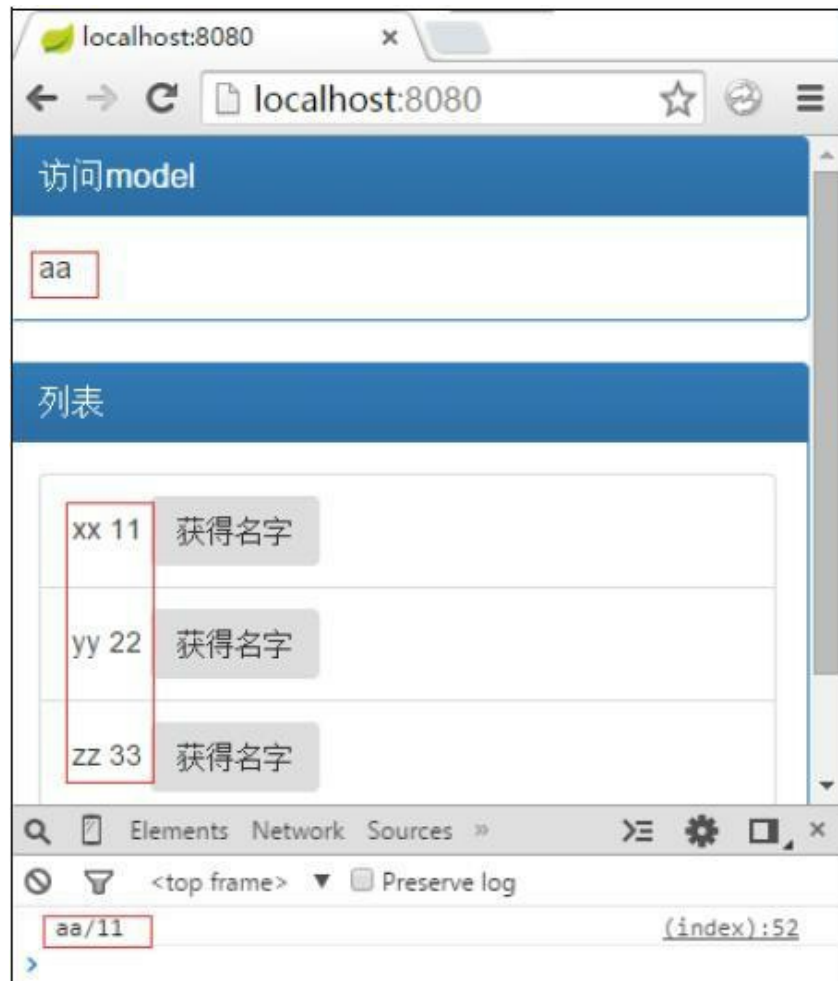 localhost:8080
localhost:8080
访问model
aa
列表
xx 11 获得名字
yy 22 获得名字
zz 33 获得名字
Elements Network Sources »
<top frame> ▼ Preserve log
aa/11 (index):52